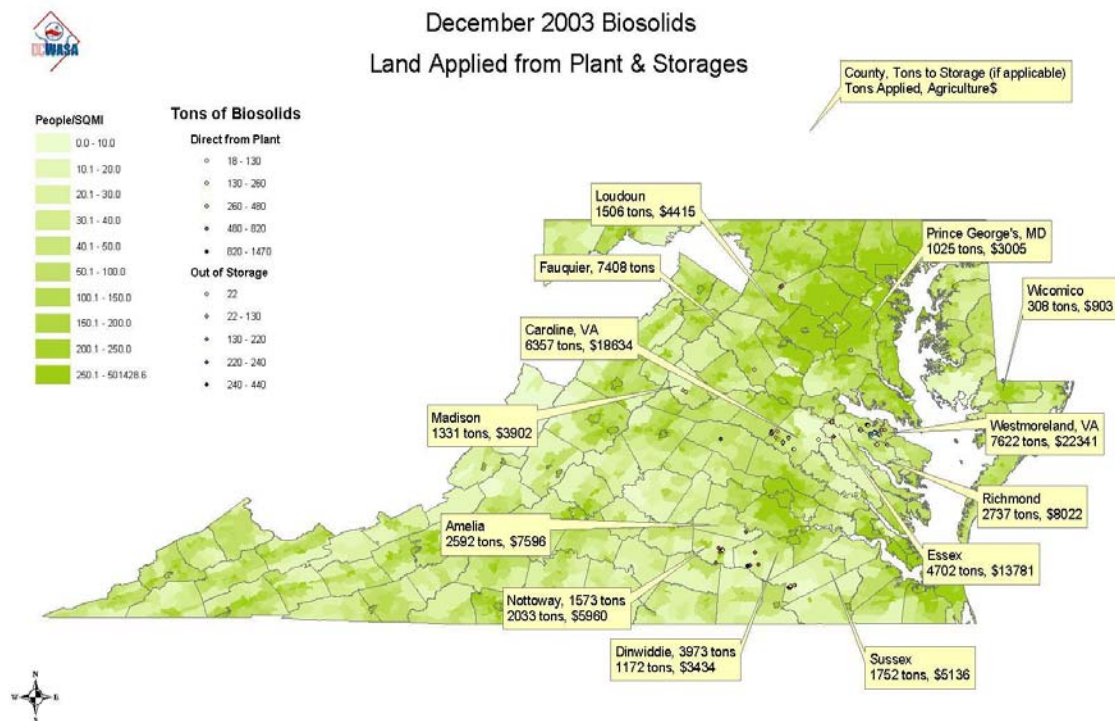 December 2003 Biosolids
Land Applied from Plant & Storages
DCWASA
County, Tons to Storage (if applicable)
Tons Applied, Agriculture$
People/SQMI
0.0 - 10.0
10.1 - 20.0
20.1 - 30.0
30.1 - 40.0
40.1 - 50.0
50.1 - 100.0
100.1 - 150.0
150.1 - 200.0
200.1 - 250.0
250.1 - 501428.6
Tons of Biosolids
Direct from Plant
18 - 130
130 - 260
260 - 480
480 - 820
820 - 1470
Out of Storage
22
22 - 130
130 - 220
220 - 240
240 - 440
Loudoun
1506 tons, $4415
Prince George's, MD
1025 tons, $3005
Fauquier, 7408 tons
Wicomico
308 tons, $903
Caroline, VA
6357 tons, $18634
Madison
1331 tons, $3902
Westmoreland, VA
7622 tons, $22341
Richmond
2737 tons, $8022
Amelia
2592 tons, $7596
Essex
4702 tons, $13781
Nottoway, 1573 tons
2033 tons, $5960
Dinwiddie, 3973 tons
1172 tons, $3434
Sussex
1752 tons, $5136
N
W
E
S